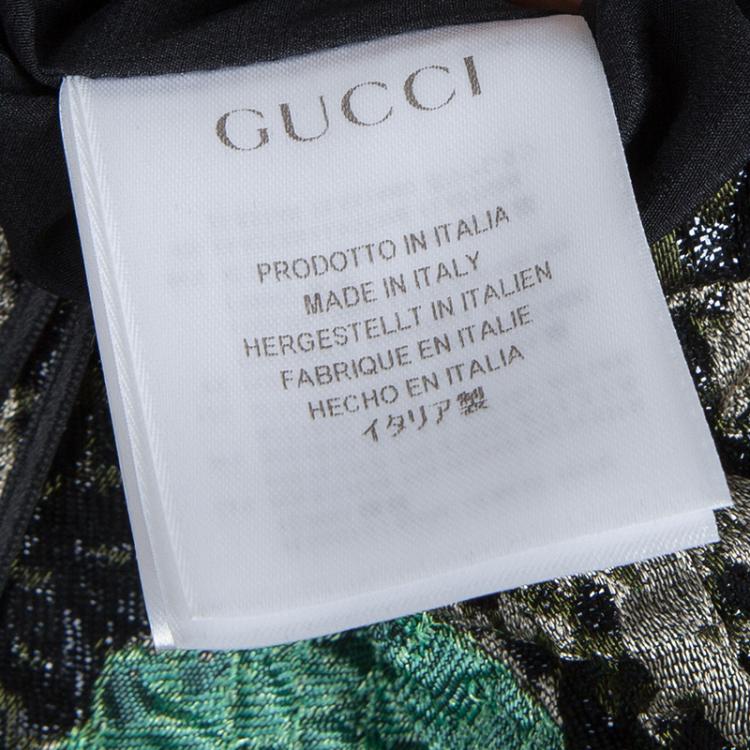 GUCCI
PRODOTTO IN ITALIA
MADE IN ITALY
HERGESTELLT IN ITALIEN
FABRIQUE EN ITALIE
HECHO EN ITALIA
イタリア製